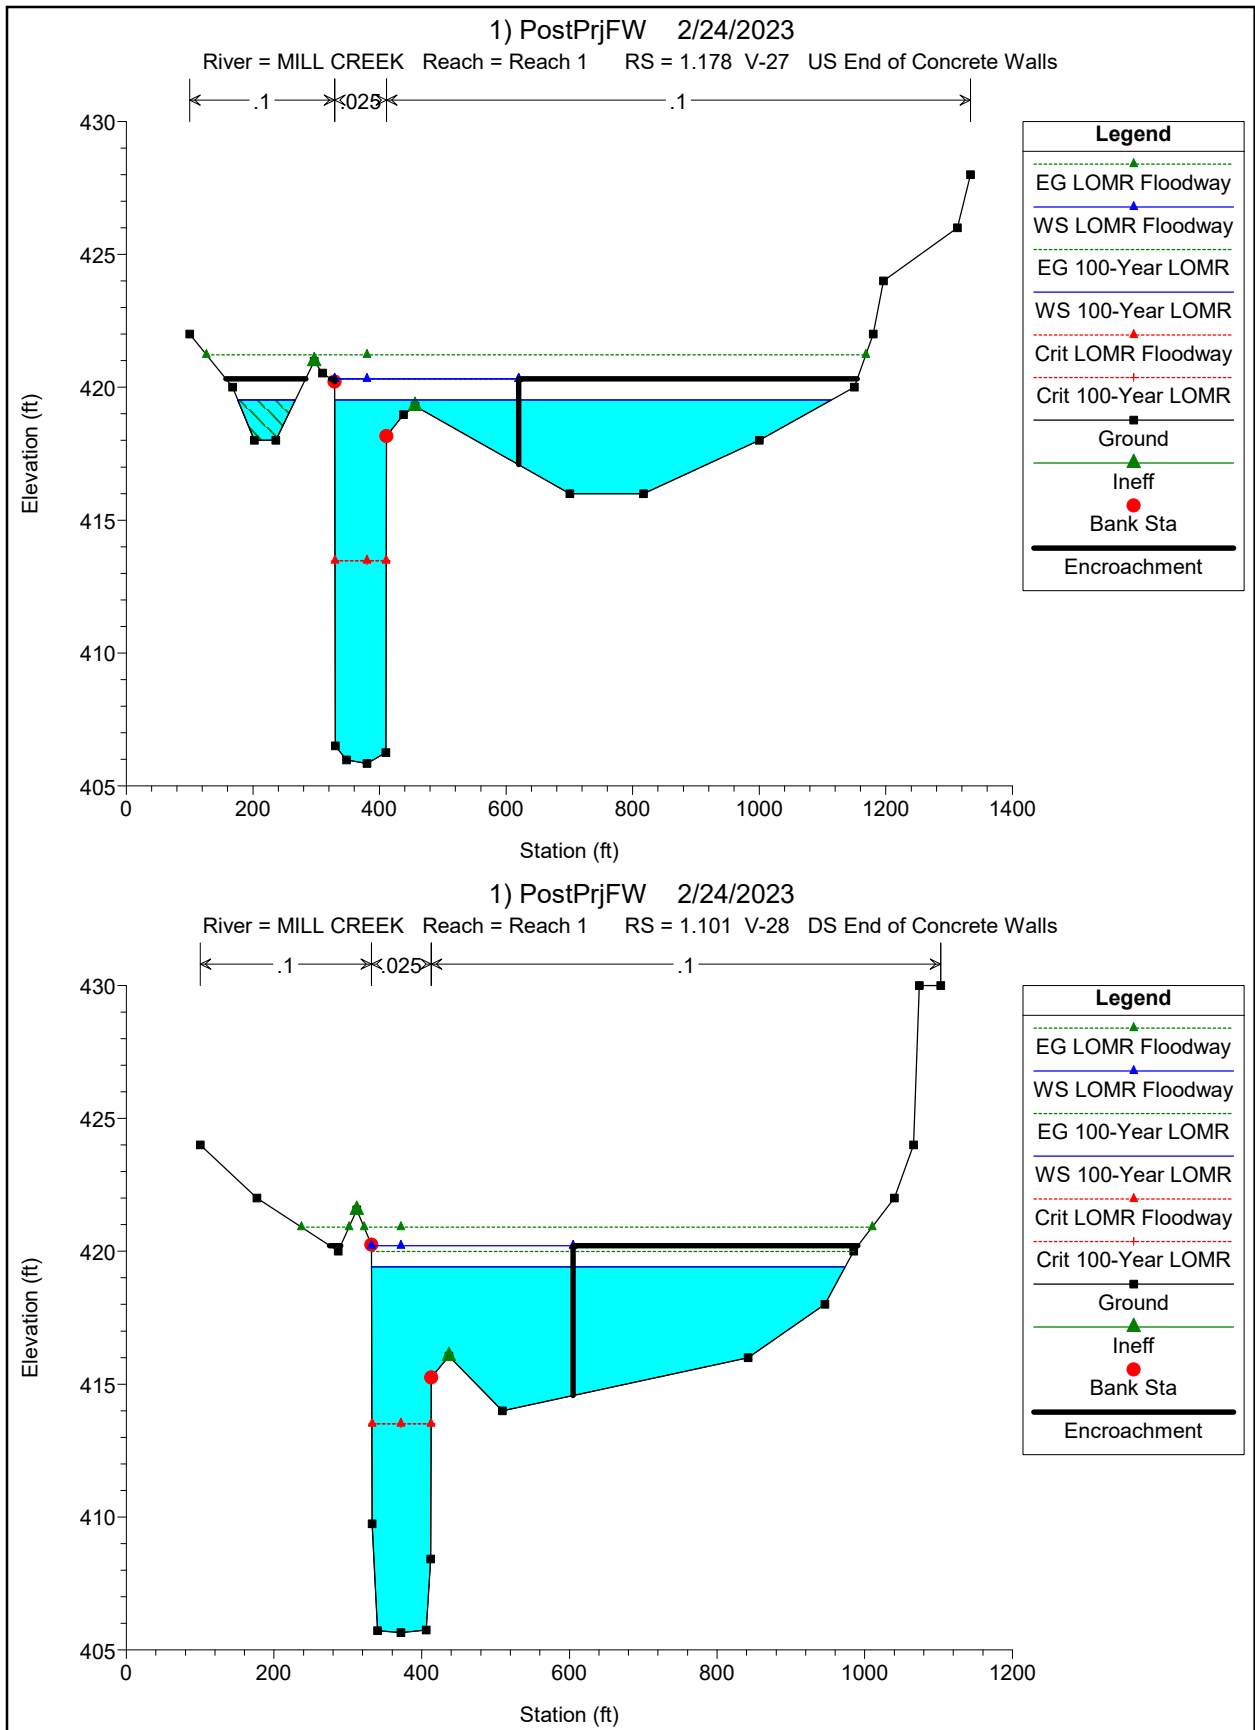 1) PostPrjFW 2/24/2023
River = MILL CREEK Reach = Reach 1 RS = 1.178 V-27 US End of Concrete Walls
.1 .025 .1
430
425
420
415
410
405
0 200 400 600 800 1000 1200 1400
Elevation (ft)
Station (ft)
Legend
EG LOMR Floodway
WS LOMR Floodway
EG 100-Year LOMR
WS 100-Year LOMR
Crit LOMR Floodway
Crit 100-Year LOMR
Ground
Ineff
Bank Sta
Encroachment
1) PostPrjFW 2/24/2023
River = MILL CREEK Reach = Reach 1 RS = 1.101 V-28 DS End of Concrete Walls
.1 .025 .1
430
425
420
415
410
405
0 200 400 600 800 1000 1200
Elevation (ft)
Station (ft)
Legend
EG LOMR Floodway
WS LOMR Floodway
EG 100-Year LOMR
WS 100-Year LOMR
Crit LOMR Floodway
Crit 100-Year LOMR
Ground
Ineff
Bank Sta
Encroachment